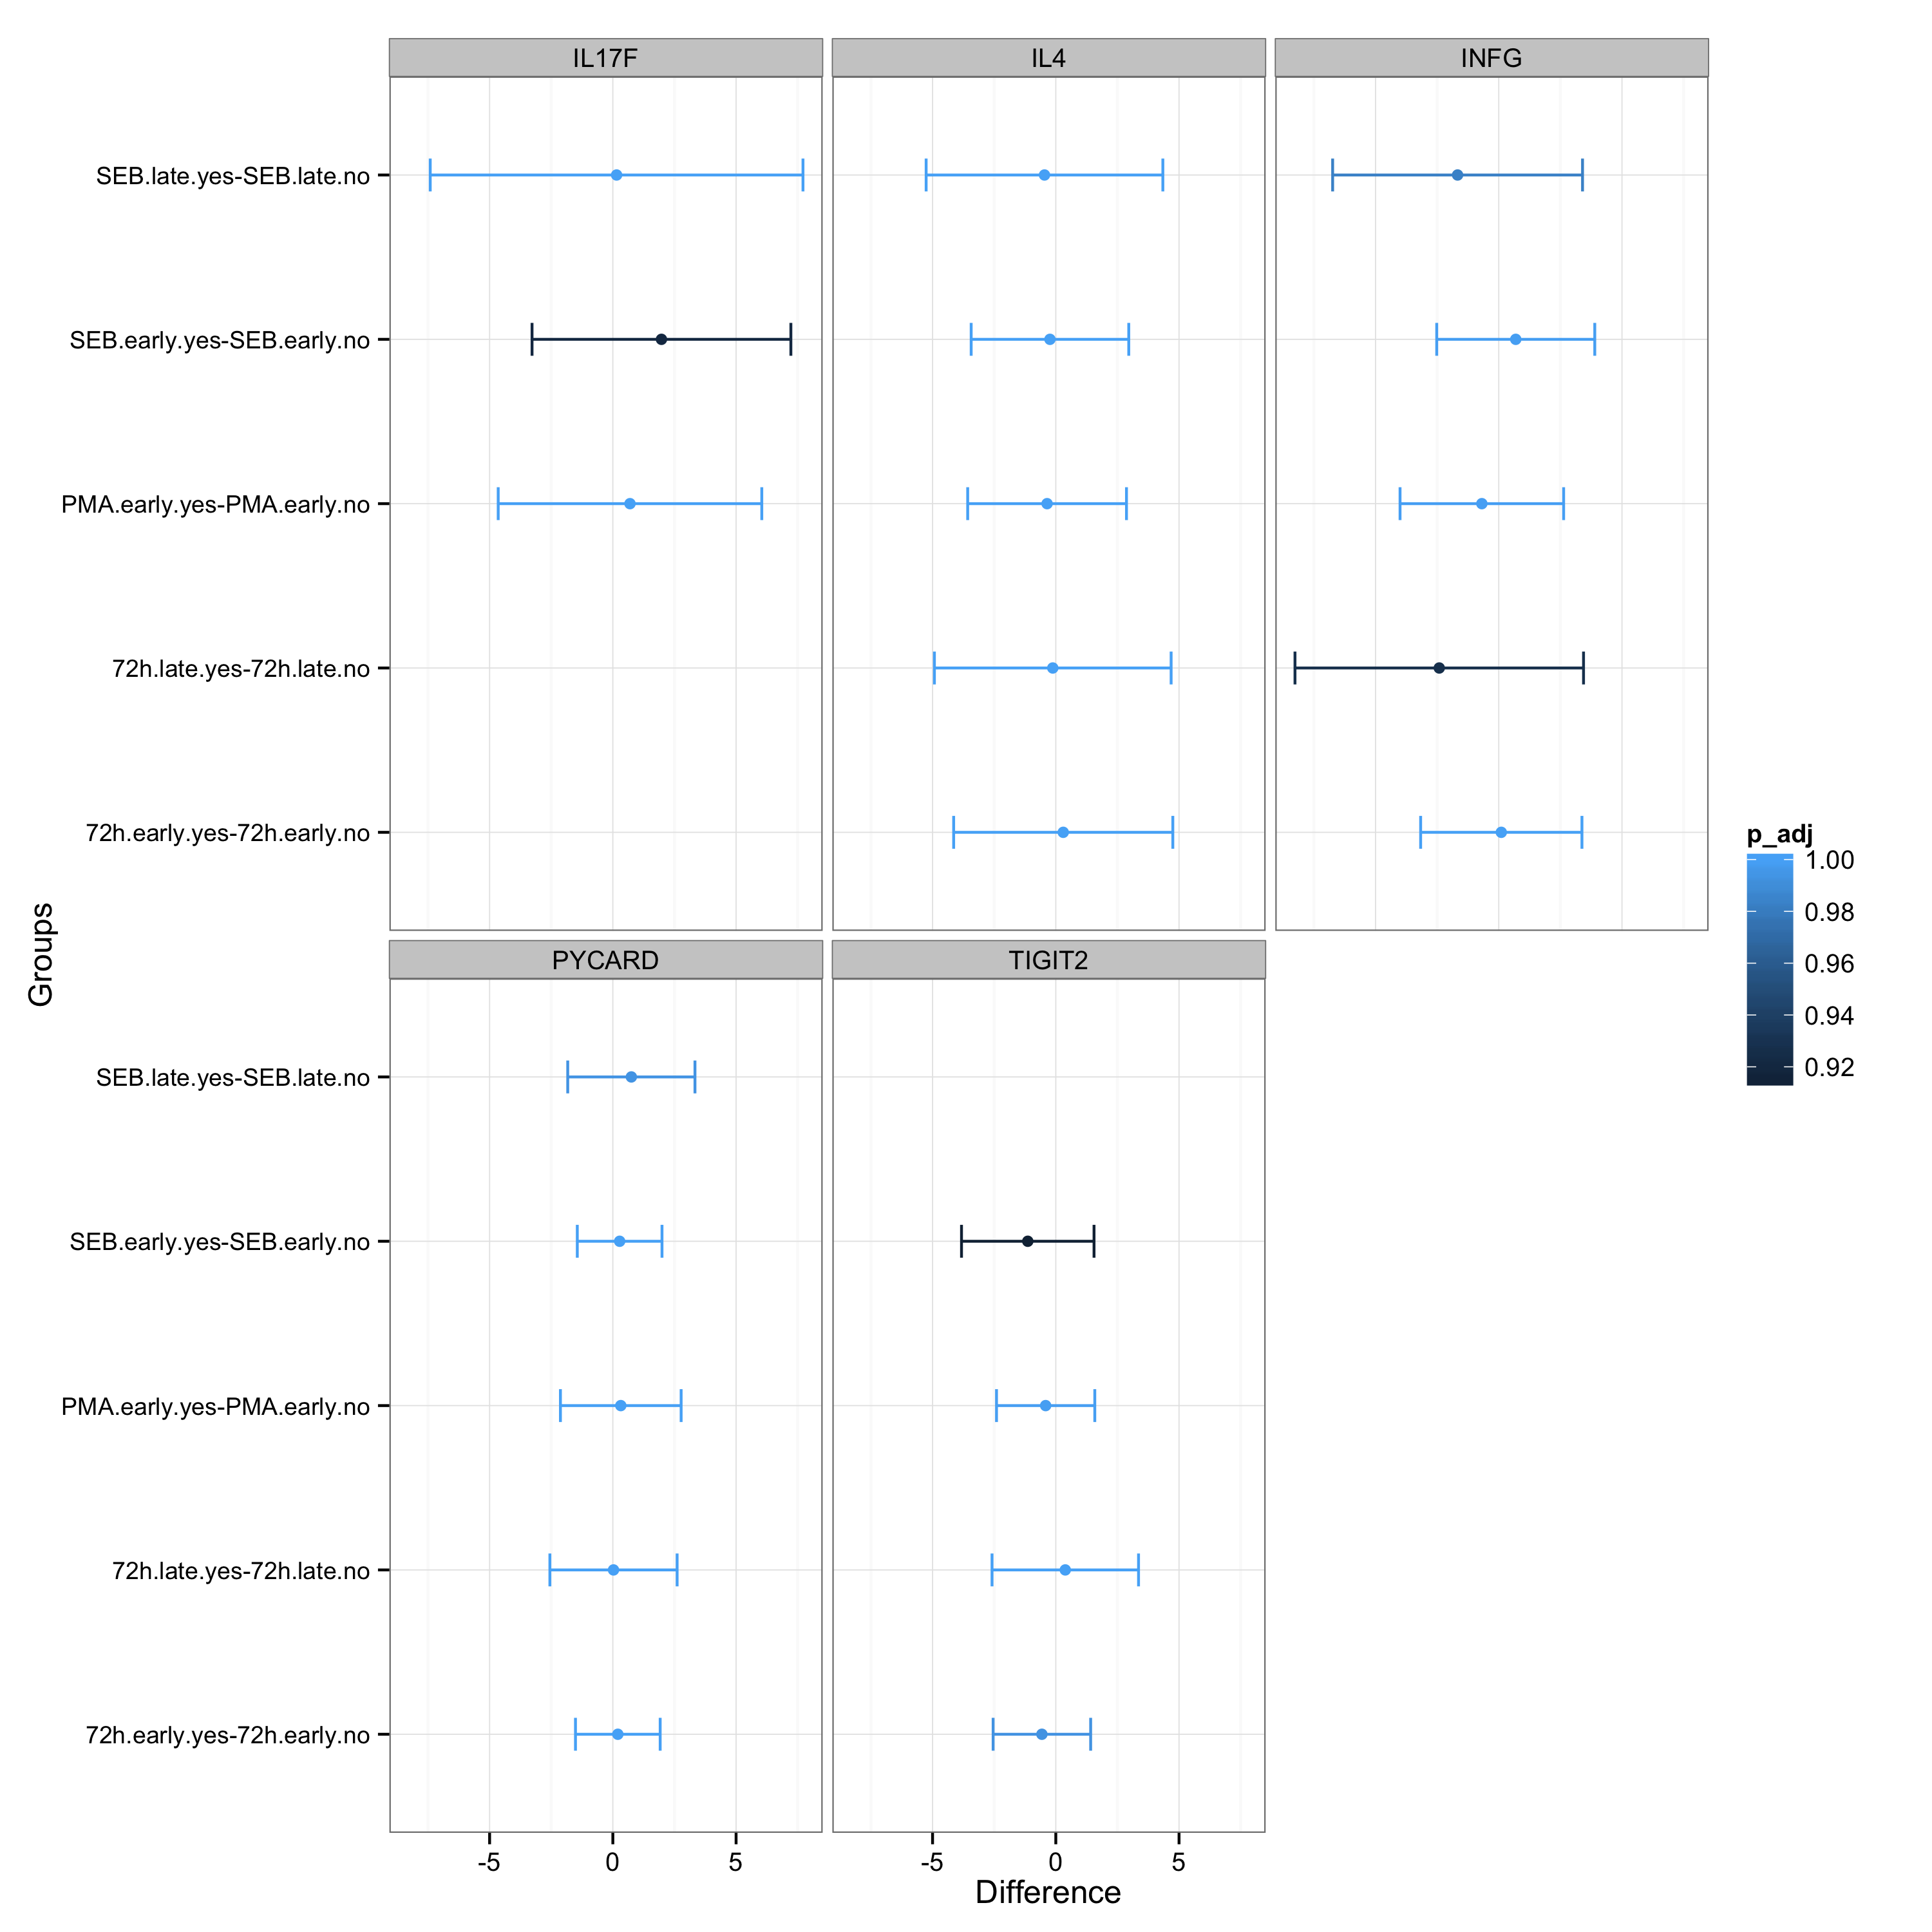 IL17F IL4 INFG
SEB.late.yes-SEB.late.no
SEB.early.yes-SEB.early.no
PMA.early.yes-PMA.early.no
72h.late.yes-72h.late.no
72h.early.yes-72h.early.no
Groups
PYCARD TIGIT2
SEB.late.yes-SEB.late.no
SEB.early.yes-SEB.early.no
PMA.early.yes-PMA.early.no
72h.late.yes-72h.late.no
72h.early.yes-72h.early.no
-5 0 5 -5 0 5
Difference
p_adj
1.00
0.98
0.96
0.94
0.92